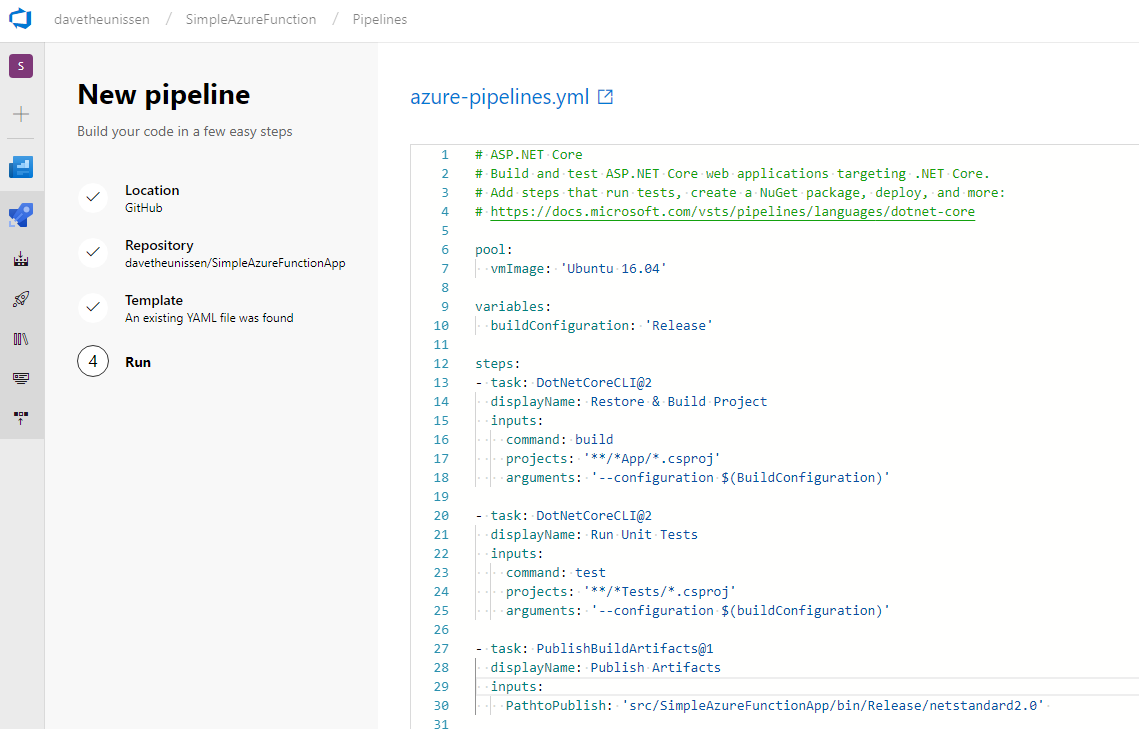 davetheunissen / SimpleAzureFunction / Pipelines
S
New pipeline
Build your code in a few easy steps
Location
GitHub
Repository
davetheunissen/SimpleAzureFunctionApp
Template
An existing YAML file was found
4 Run
azure-pipelines.yml
1 # ASP.NET Core
2 # Build and test ASP.NET Core web applications targeting .NET Core.
3 # Add steps that run tests, create a NuGet package, deploy, and more:
4 # https://docs.microsoft.com/vsts/pipelines/languages/dotnet-core
5
6 pool:
7   vmImage: 'Ubuntu 16.04'
8
9 variables:
10   buildConfiguration: 'Release'
11
12 steps:
13 - task: DotNetCoreCLI@2
14   displayName: Restore & Build Project
15   inputs:
16     command: build
17     projects: '**/*App/*.csproj'
18     arguments: '--configuration $(BuildConfiguration)'
19
20 - task: DotNetCoreCLI@2
21   displayName: Run Unit Tests
22   inputs:
23     command: test
24     projects: '**/*Tests/*.csproj'
25     arguments: '--configuration $(buildConfiguration)'
26
27 - task: PublishBuildArtifacts@1
28   displayName: Publish Artifacts
29   inputs:
30     PathtoPublish: 'src/SimpleAzureFunctionApp/bin/Release/netstandard2.0'
31